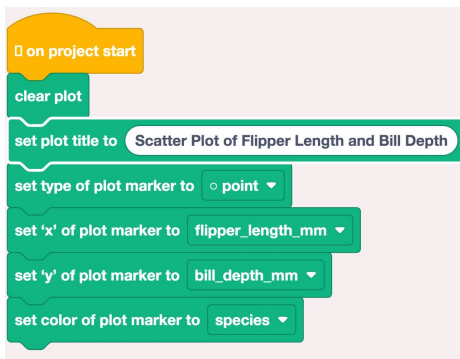 on project start
clear plot
set plot title to Scatter Plot of Flipper Length and Bill Depth
set type of plot marker to point
set ‘x’ of plot marker to flipper_length_mm
set ‘y’ of plot marker to bill_depth_mm
set color of plot marker to species